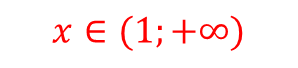 x ∈ (1; +∞)